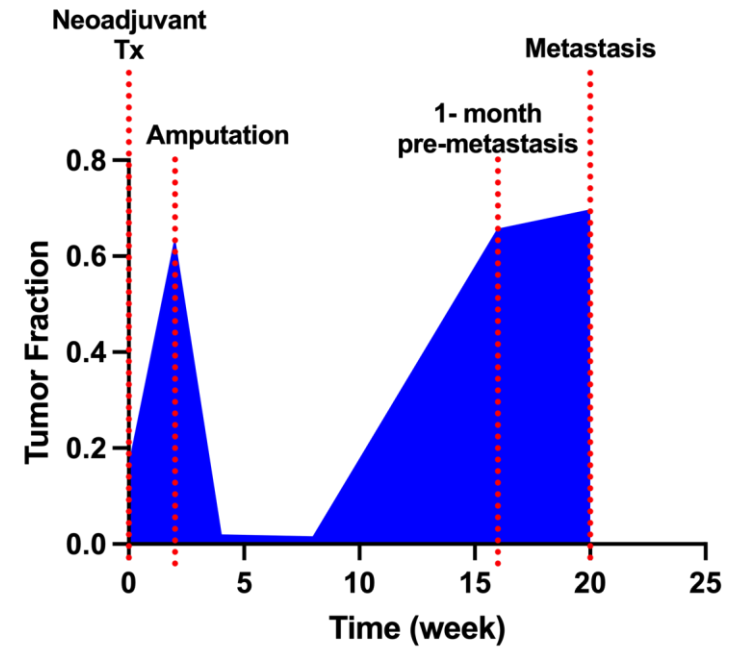 Neoadjuvant
Tx
Metastasis
1- month
pre-metastasis
Amputation
0.8
0.6
0.4
0.2
0.0
Tumor Fraction
0 5 10 15 20 25
Time (week)